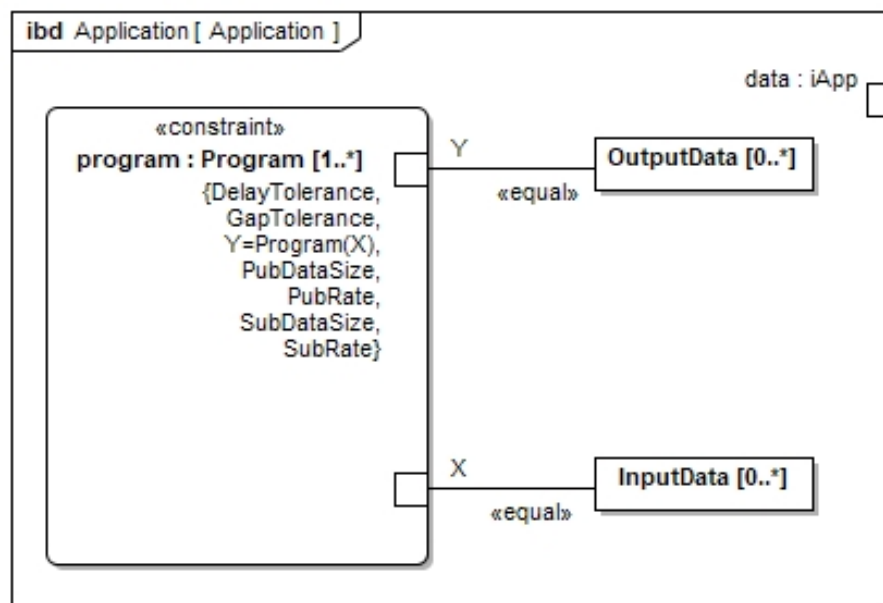 ibd Application [ Application ]
data : iApp
«constraint»
program : Program [1..*]
{DelayTolerance,
GapTolerance,
Y=Program(X),
PubDataSize,
PubRate,
SubDataSize,
SubRate}
Y
«equal»
OutputData [0..*]
X
«equal»
InputData [0..*]